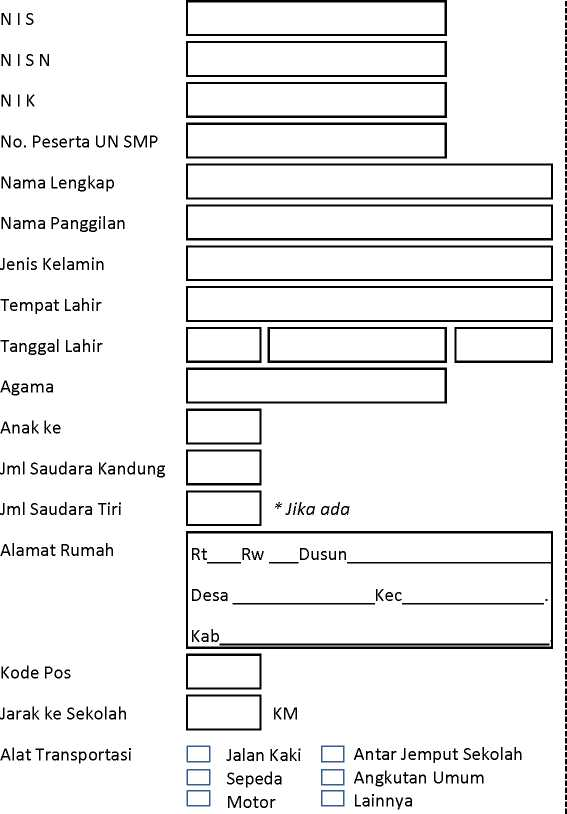 N I S
N I S N
N I K
No. Peserta UN SMP
Nama Lengkap
Nama Panggilan
Jenis Kelamin
Tempat Lahir
Tanggal Lahir
Agama
Anak ke
Jml Saudara Kandung
Jml Saudara Tiri * Jika ada
Alamat Rumah Rt____Rw ___Dusun______________________
Desa ________________Kec________________.
Kab_____________________________________.
Kode Pos
Jarak ke Sekolah KM
Alat Transportasi Jalan Kaki Antar Jemput Sekolah
Sepeda Angkutan Umum
Motor Lainnya